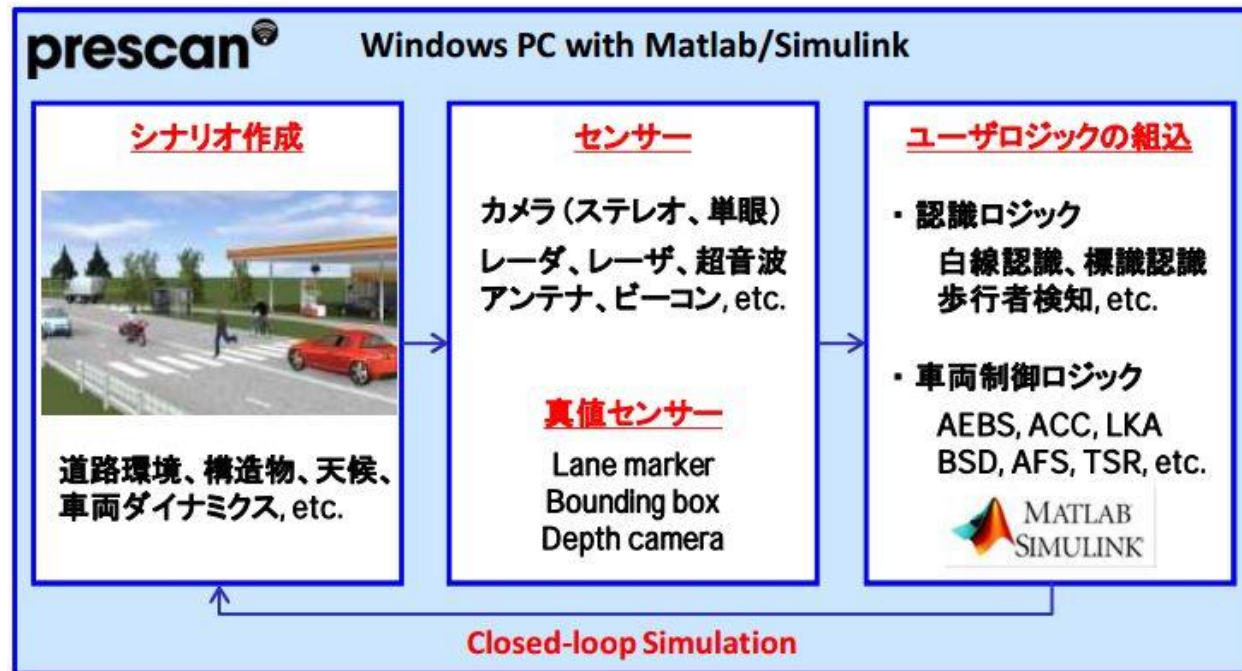 prescan
Windows PC with Matlab/Simulink
シナリオ作成
道路環境、構造物、天候、
車両ダイナミクス, etc.
センサー
カメラ（ステレオ、単眼）
レーダ、レーザ、超音波
アンテナ、ビーコン, etc.
真値センサー
Lane marker
Bounding box
Depth camera
ユーザロジックの組込
・ 認識ロジック
白線認識、標識認識
歩行者検知, etc.
・ 車両制御ロジック
AEBS, ACC, LKA
BSD, AFS, TSR, etc.
MATLAB
SIMULINK
Closed-loop Simulation